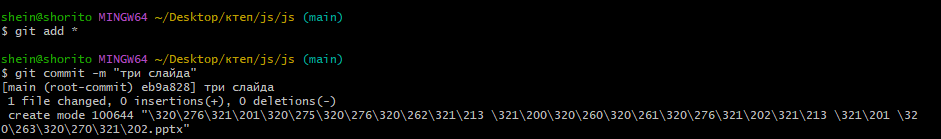 shein@shorito MINGW64 ~/Desktop/ктеп/js/js (main)
$ git add *
shein@shorito MINGW64 ~/Desktop/ктеп/js/js (main)
$ git commit -m "три слайда"
[main (root-commit) eb9a828] три слайда
 1 file changed, 0 insertions(+), 0 deletions(-)
 create mode 100644 "\320\276\321\201\320\275\320\276\320\262\321\213 \321\200\320\260\320\261\320\276\321\202\321\213 \321\201 \32
0\263\320\270\321\202.pptx"